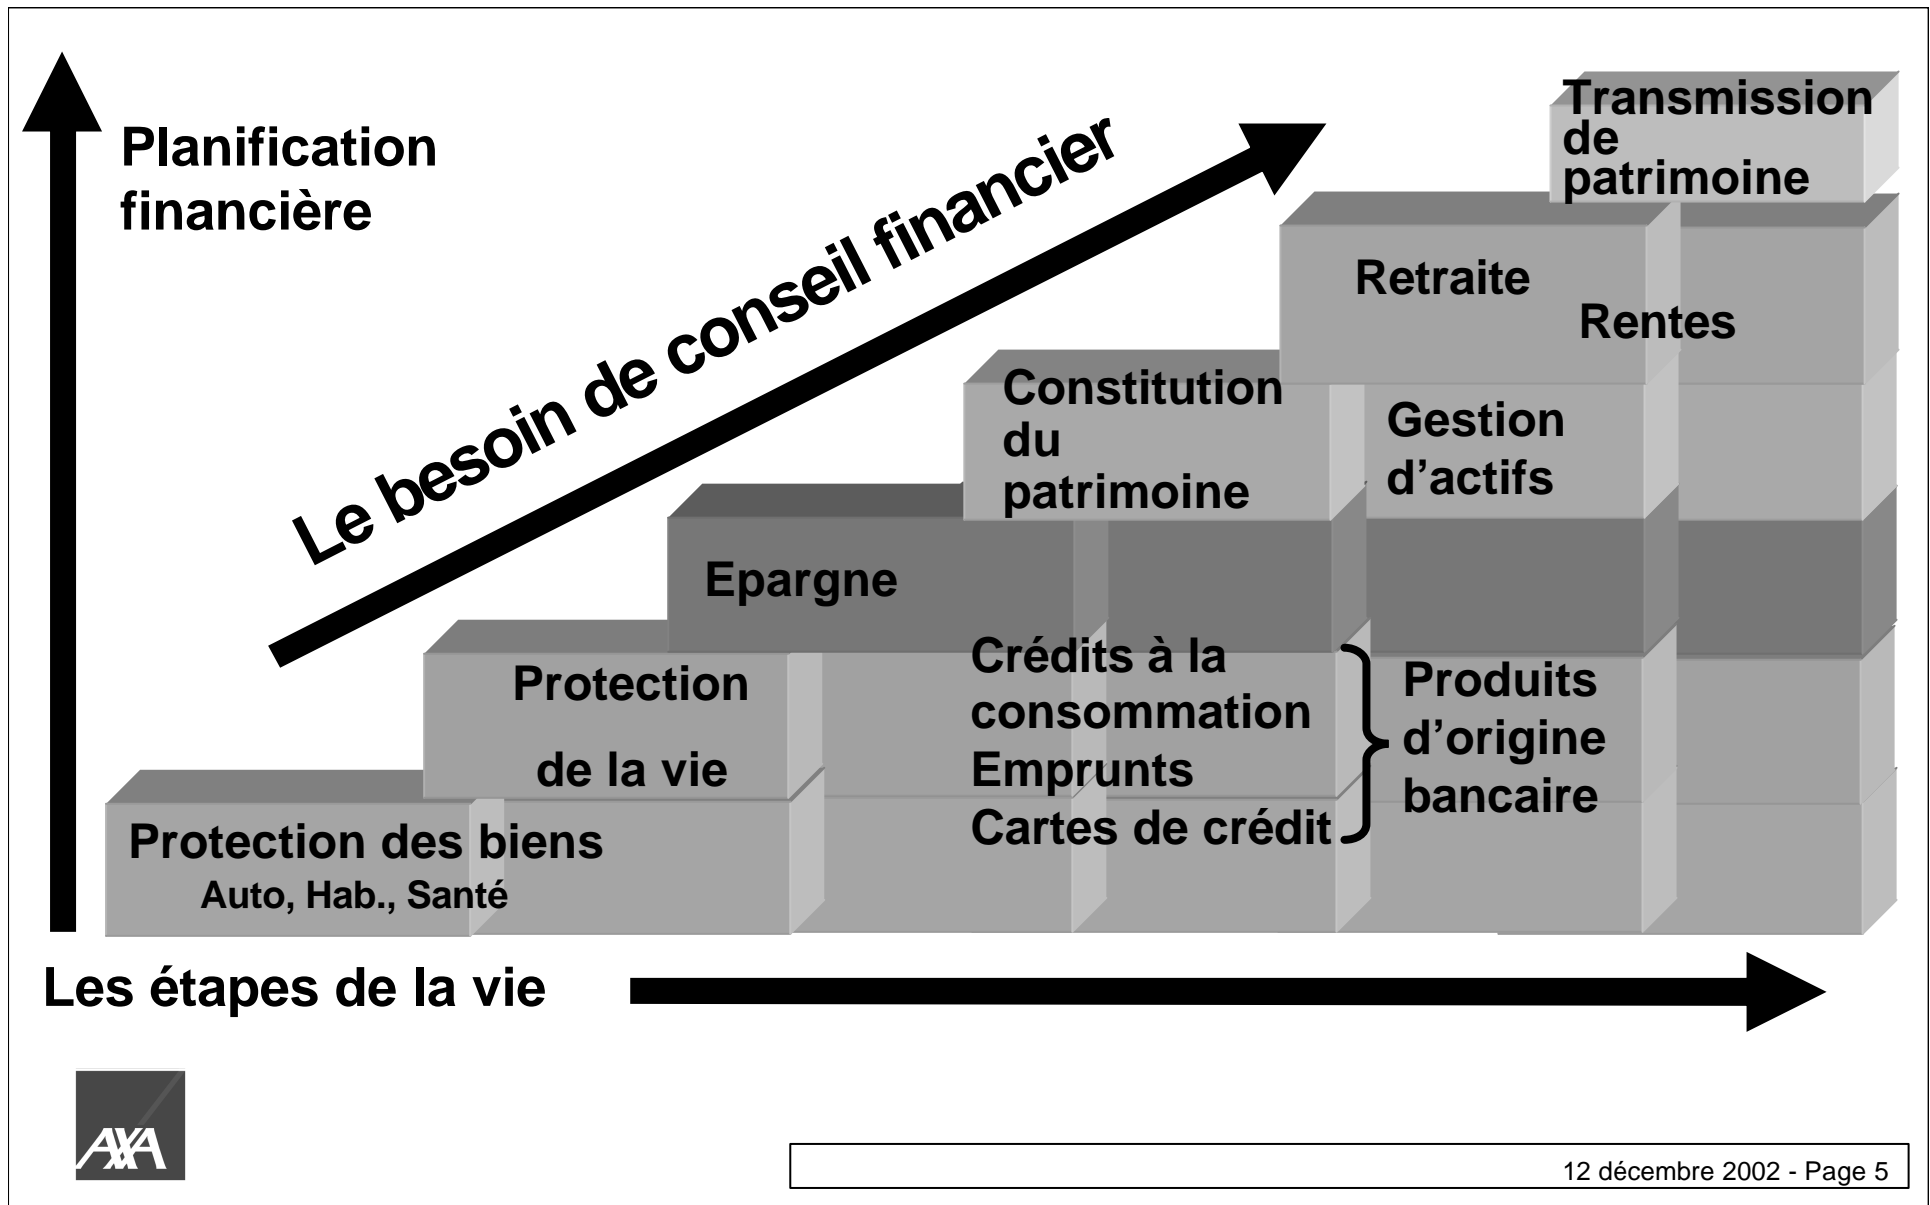 Planification
financière
Le besoin de conseil financier
Transmission
de
patrimoine
Retraite
Rentes
Constitution
du
patrimoine
Gestion
d’actifs
Epargne
Protection
de la vie
Crédits à la
consommation
Emprunts
Cartes de crédit
Produits
d’origine
bancaire
Protection des biens
Auto, Hab., Santé
Les étapes de la vie
AXA
12 décembre 2002 - Page 5